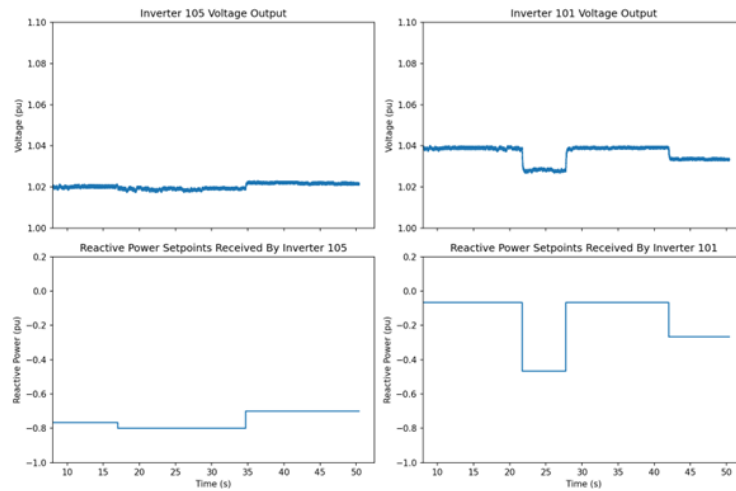 Inverter 105 Voltage Output
Voltage (pu)
1.10
1.08
1.06
1.04
1.02
1.00
Inverter 101 Voltage Output
Voltage (pu)
1.10
1.08
1.06
1.04
1.02
1.00
Reactive Power Setpoints Received By Inverter 105
Reactive Power (pu)
0.2
0.0
−0.2
−0.4
−0.6
−0.8
−1.0
10 15 20 25 30 35 40 45 50
Time (s)
Reactive Power Setpoints Received By Inverter 101
Reactive Power (pu)
0.2
0.0
−0.2
−0.4
−0.6
−0.8
−1.0
10 15 20 25 30 35 40 45 50
Time (s)